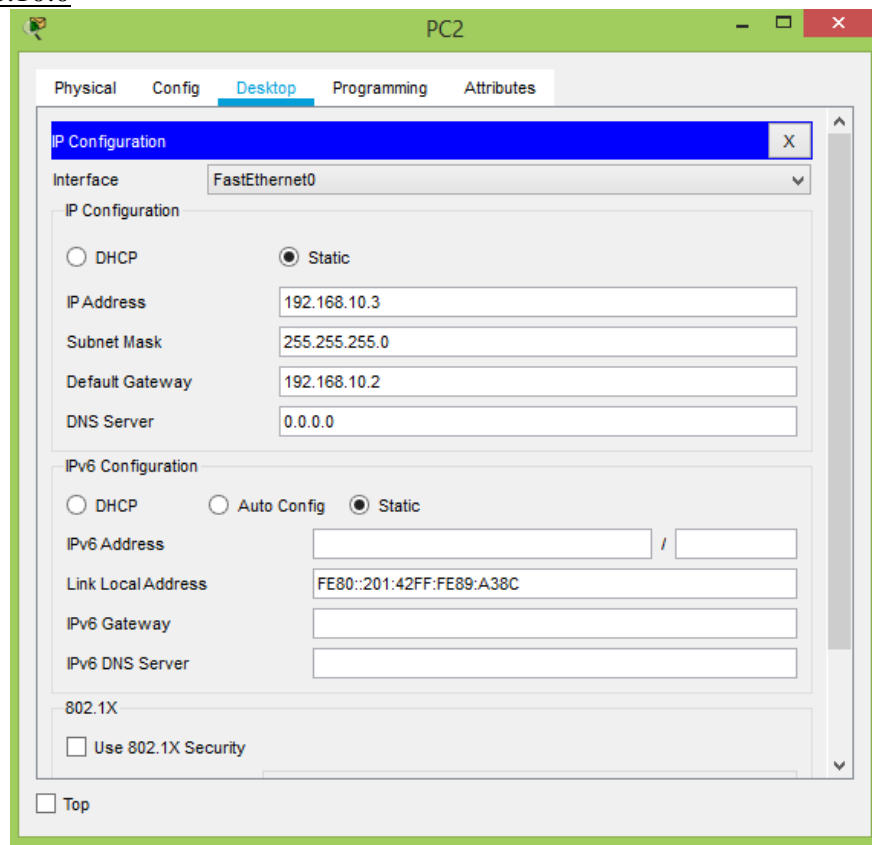 PC2
Physical Config Desktop Programming Attributes
IP Configuration X
Interface FastEthernet0
IP Configuration
DHCP Static
IP Address 192.168.10.3
Subnet Mask 255.255.255.0
Default Gateway 192.168.10.2
DNS Server 0.0.0.0
IPv6 Configuration
DHCP Auto Config Static
IPv6 Address /
Link Local Address FE80::201:42FF:FE89:A38C
IPv6 Gateway
IPv6 DNS Server
802.1X
Use 802.1X Security
Top